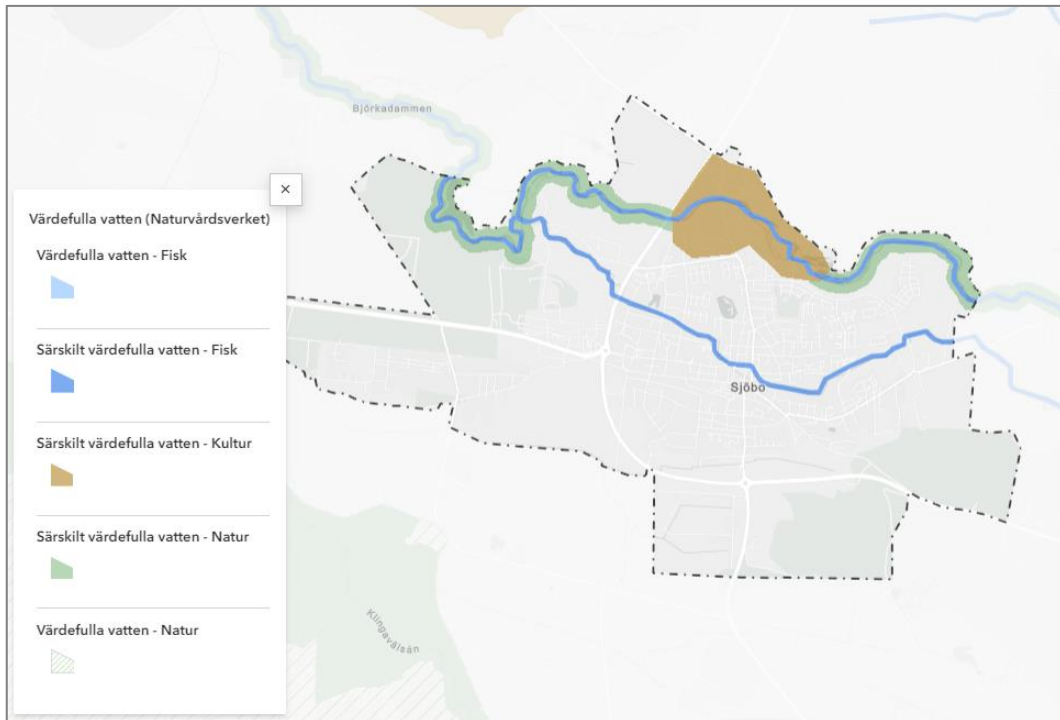 Björkadammen
×
Värdefulla vatten (Naturvårdsverket)
Värdefulla vatten - Fisk
Särskilt värdefulla vatten - Fisk
Särskilt värdefulla vatten - Kultur
Särskilt värdefulla vatten - Natur
Värdefulla vatten - Natur
Sjöbo
Klingavälsån